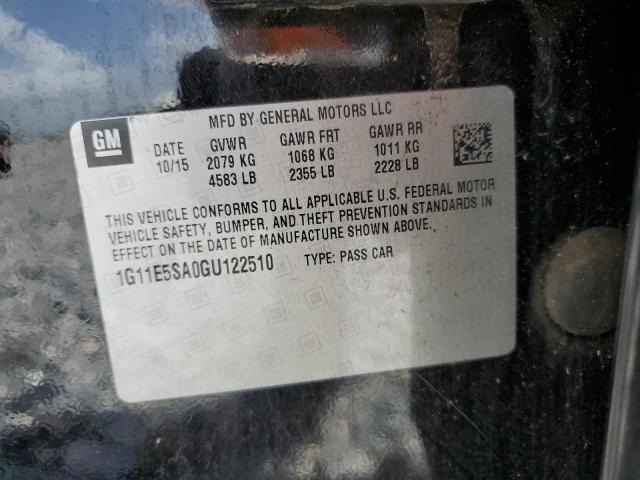 GM
MFD BY GENERAL MOTORS LLC
DATE GVWR GAWR FRT GAWR RR
10/15 2079 KG 1068 KG 1011 KG
4583 LB 2355 LB 2228 LB
THIS VEHICLE CONFORMS TO ALL APPLICABLE U.S. FEDERAL MOTOR
VEHICLE SAFETY, BUMPER, AND THEFT PREVENTION STANDARDS IN
EFFECT ON THE DATE OF MANUFACTURE SHOWN ABOVE.
1G11E5SA0GU122510 TYPE: PASS CAR